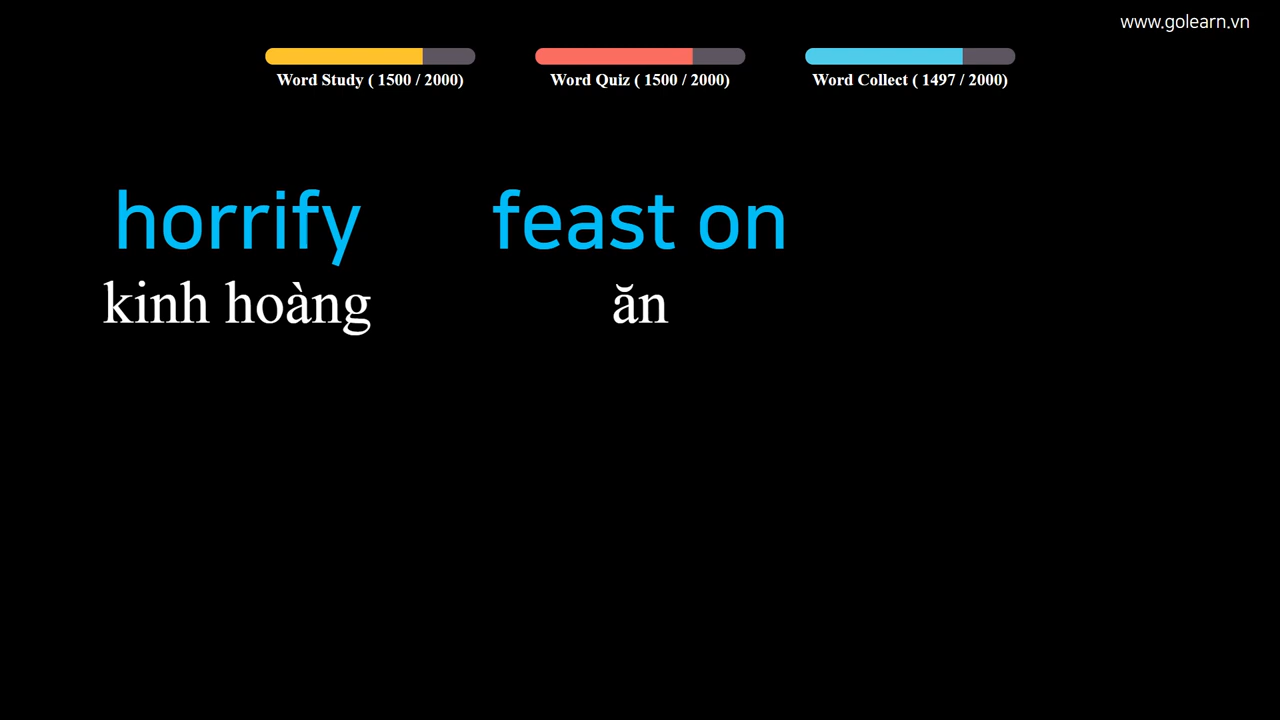 www.golearn.vn
Word Study ( 1500 / 2000)
Word Quiz ( 1500 / 2000)
Word Collect ( 1497 / 2000)
horrify
kinh hoàng
feast on
ăn